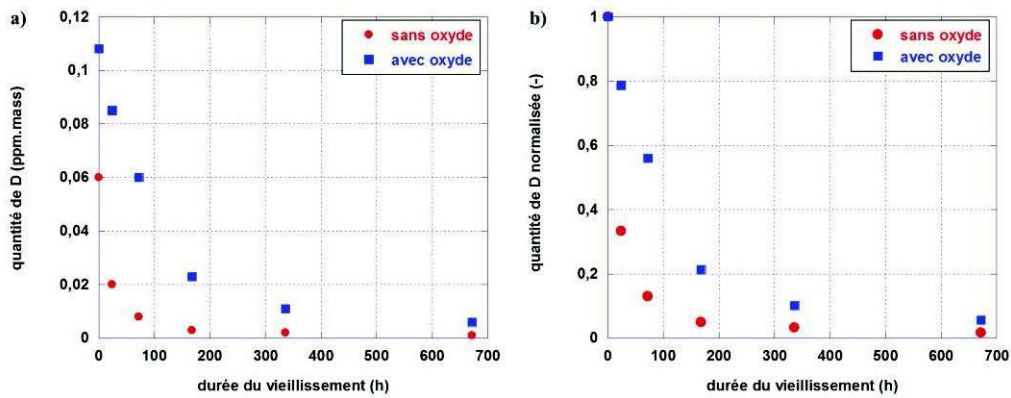 a)
quantité de D (ppm.mass)
0,12
0,1
0,08
0,06
0,04
0,02
0
sans oxyde
avec oxyde
0 100 200 300 400 500 600 700
durée du vieillissement (h)
b)
quantité de D normalisée (-)
1
0,8
0,6
0,4
0,2
0
sans oxyde
avec oxyde
0 100 200 300 400 500 600 700
durée du vieillissement (h)